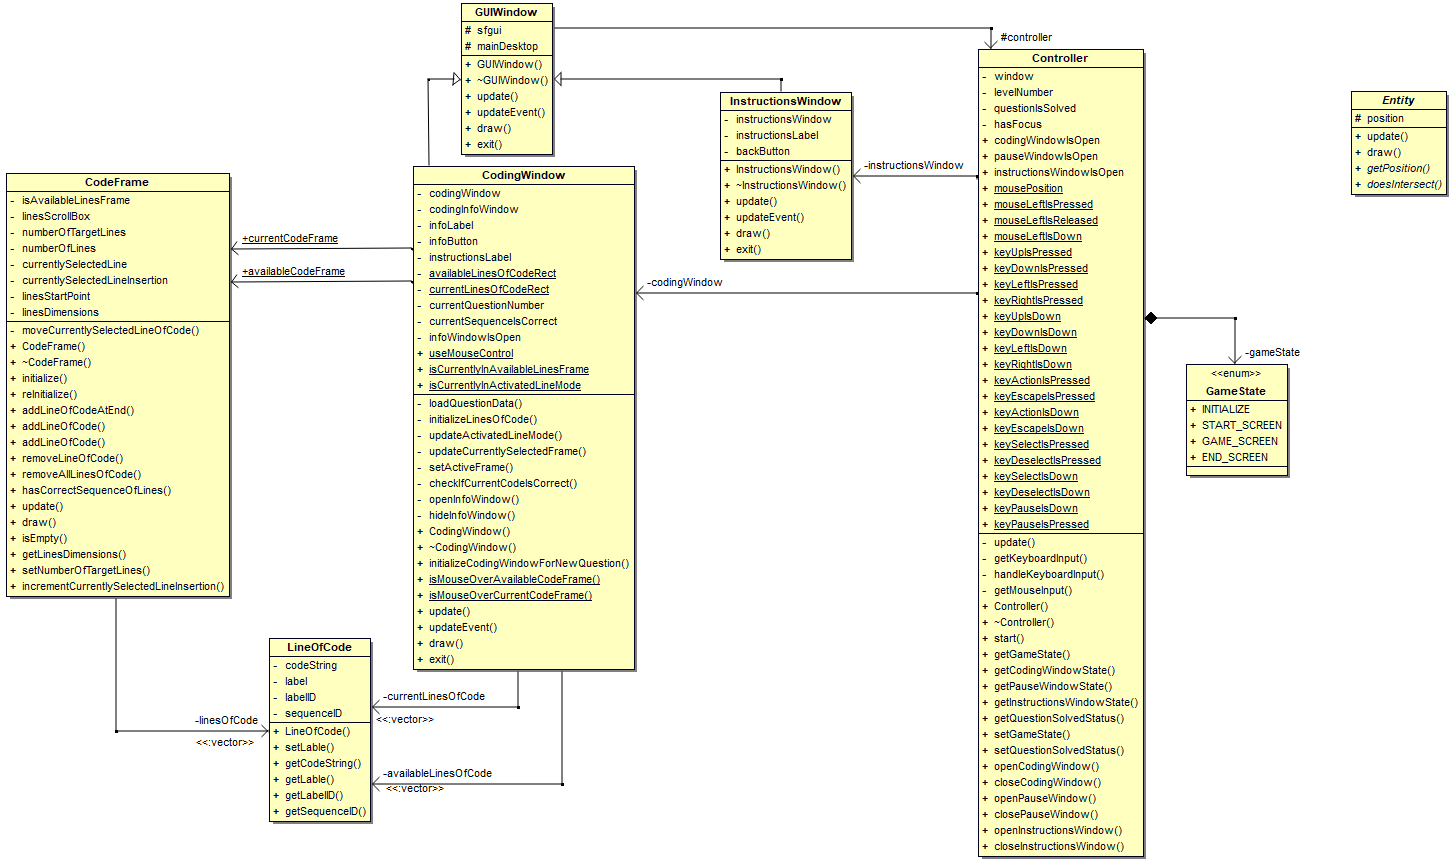 GUIWindow
# sfgui
# mainDesktop
+ GUIWindow()
+ ~GUIWindow()
+ update()
+ updateEvent()
+ draw()
+ exit()
#controller
InstructionsWindow
- instructionsWindow
- instructionsLabel
- backButton
+ InstructionsWindow()
+ ~InstructionsWindow()
+ update()
+ updateEvent()
+ draw()
+ exit()
-instructionsWindow
-codingWindow
Controller
- window
- levelNumber
- questionIsSolved
- hasFocus
+ codingWindowIsOpen
+ pauseWindowIsOpen
+ instructionsWindowIsOpen
+ mousePosition
+ mouseLeftIsPressed
+ mouseLeftIsReleased
+ mouseLeftIsDown
+ keyUpIsPressed
+ keyDownIsPressed
+ keyLeftIsPressed
+ keyRightIsPressed
+ keyUpIsDown
+ keyDownIsDown
+ keyLeftIsDown
+ keyRightIsDown
+ keyActionIsPressed
+ keyEscapeIsPressed
+ keyActionIsDown
+ keyEscapeIsDown
+ keySelectIsPressed
+ keyDeselectIsPressed
+ keySelectIsDown
+ keyDeselectIsDown
+ keyPauseIsDown
+ keyPauseIsPressed
- update()
- getKeyboardInput()
- handleKeyboardInput()
- getMouseInput()
+ Controller()
+ ~Controller()
+ start()
+ getGameState()
+ getCodingWindowState()
+ getPauseWindowState()
+ getInstructionsWindowState()
+ getQuestionSolvedStatus()
+ setGameState()
+ setQuestionSolvedStatus()
+ openCodingWindow()
+ closeCodingWindow()
+ openPauseWindow()
+ closePauseWindow()
+ openInstructionsWindow()
+ closeInstructionsWindow()
Entity
# position
+ update()
+ draw()
+ getPosition()
+ doesIntersect()
-gameState
<<enum>>
GameState
+ INITIALIZE
+ START_SCREEN
+ GAME_SCREEN
+ END_SCREEN
CodeFrame
- isAvailableLinesFrame
- linesScrollBox
- numberOfTargetLines
- numberOfLines
- currentlySelectedLine
- currentlySelectedLineInsertion
- linesStartPoint
- linesDimensions
- moveCurrentlySelectedLineOfCode()
+ CodeFrame()
+ ~CodeFrame()
+ initialize()
+ reInitialize()
+ addLineOfCodeAtEnd()
+ addLineOfCode()
+ addLineOfCode()
+ removeLineOfCode()
+ removeAllLinesOfCode()
+ hasCorrectSequenceOfLines()
+ update()
+ draw()
+ isEmpty()
+ getLinesDimensions()
+ setNumberOfTargetLines()
+ incrementCurrentlySelectedLineInsertion()
+currentCodeFrame
+availableCodeFrame
CodingWindow
- codingWindow
- codingInfoWindow
- infoLabel
- infoButton
- instructionsLabel
- availableLinesOfCodeRect
- currentLinesOfCodeRect
- currentQuestionNumber
- currentSequenceIsCorrect
- infoWindowIsOpen
+ useMouseControl
+ isCurrentlyInAvailableLinesFrame
+ isCurrentlyInActivatedLineMode
- loadQuestionData()
- initializeLinesOfCode()
- updateActivatedLineMode()
- updateCurrentlySelectedFrame()
- setActiveFrame()
- checkIfCurrentCodeIsCorrect()
- openInfoWindow()
- hideInfoWindow()
+ CodingWindow()
+ ~CodingWindow()
+ initializeCodingWindowForNewQuestion()
+ isMouseOverAvailableCodeFrame()
+ isMouseOverCurrentCodeFrame()
+ update()
+ updateEvent()
+ draw()
+ exit()
LineOfCode
- codeString
- label
- labelID
- sequenceID
+ LineOfCode()
+ setLable()
+ getCodeString()
+ getLable()
+ getLabelID()
+ getSequenceID()
-linesOfCode
<<:vector>>
-currentLinesOfCode
<<:vector>>
-availableLinesOfCode
<<:vector>>